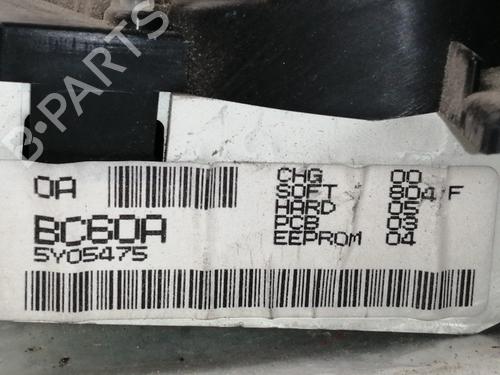 B-PARTS
0A
BC60A
5Y05475
CHG 00
SOFT 804 F
HARD 05
PCB 03
EEPROM 04